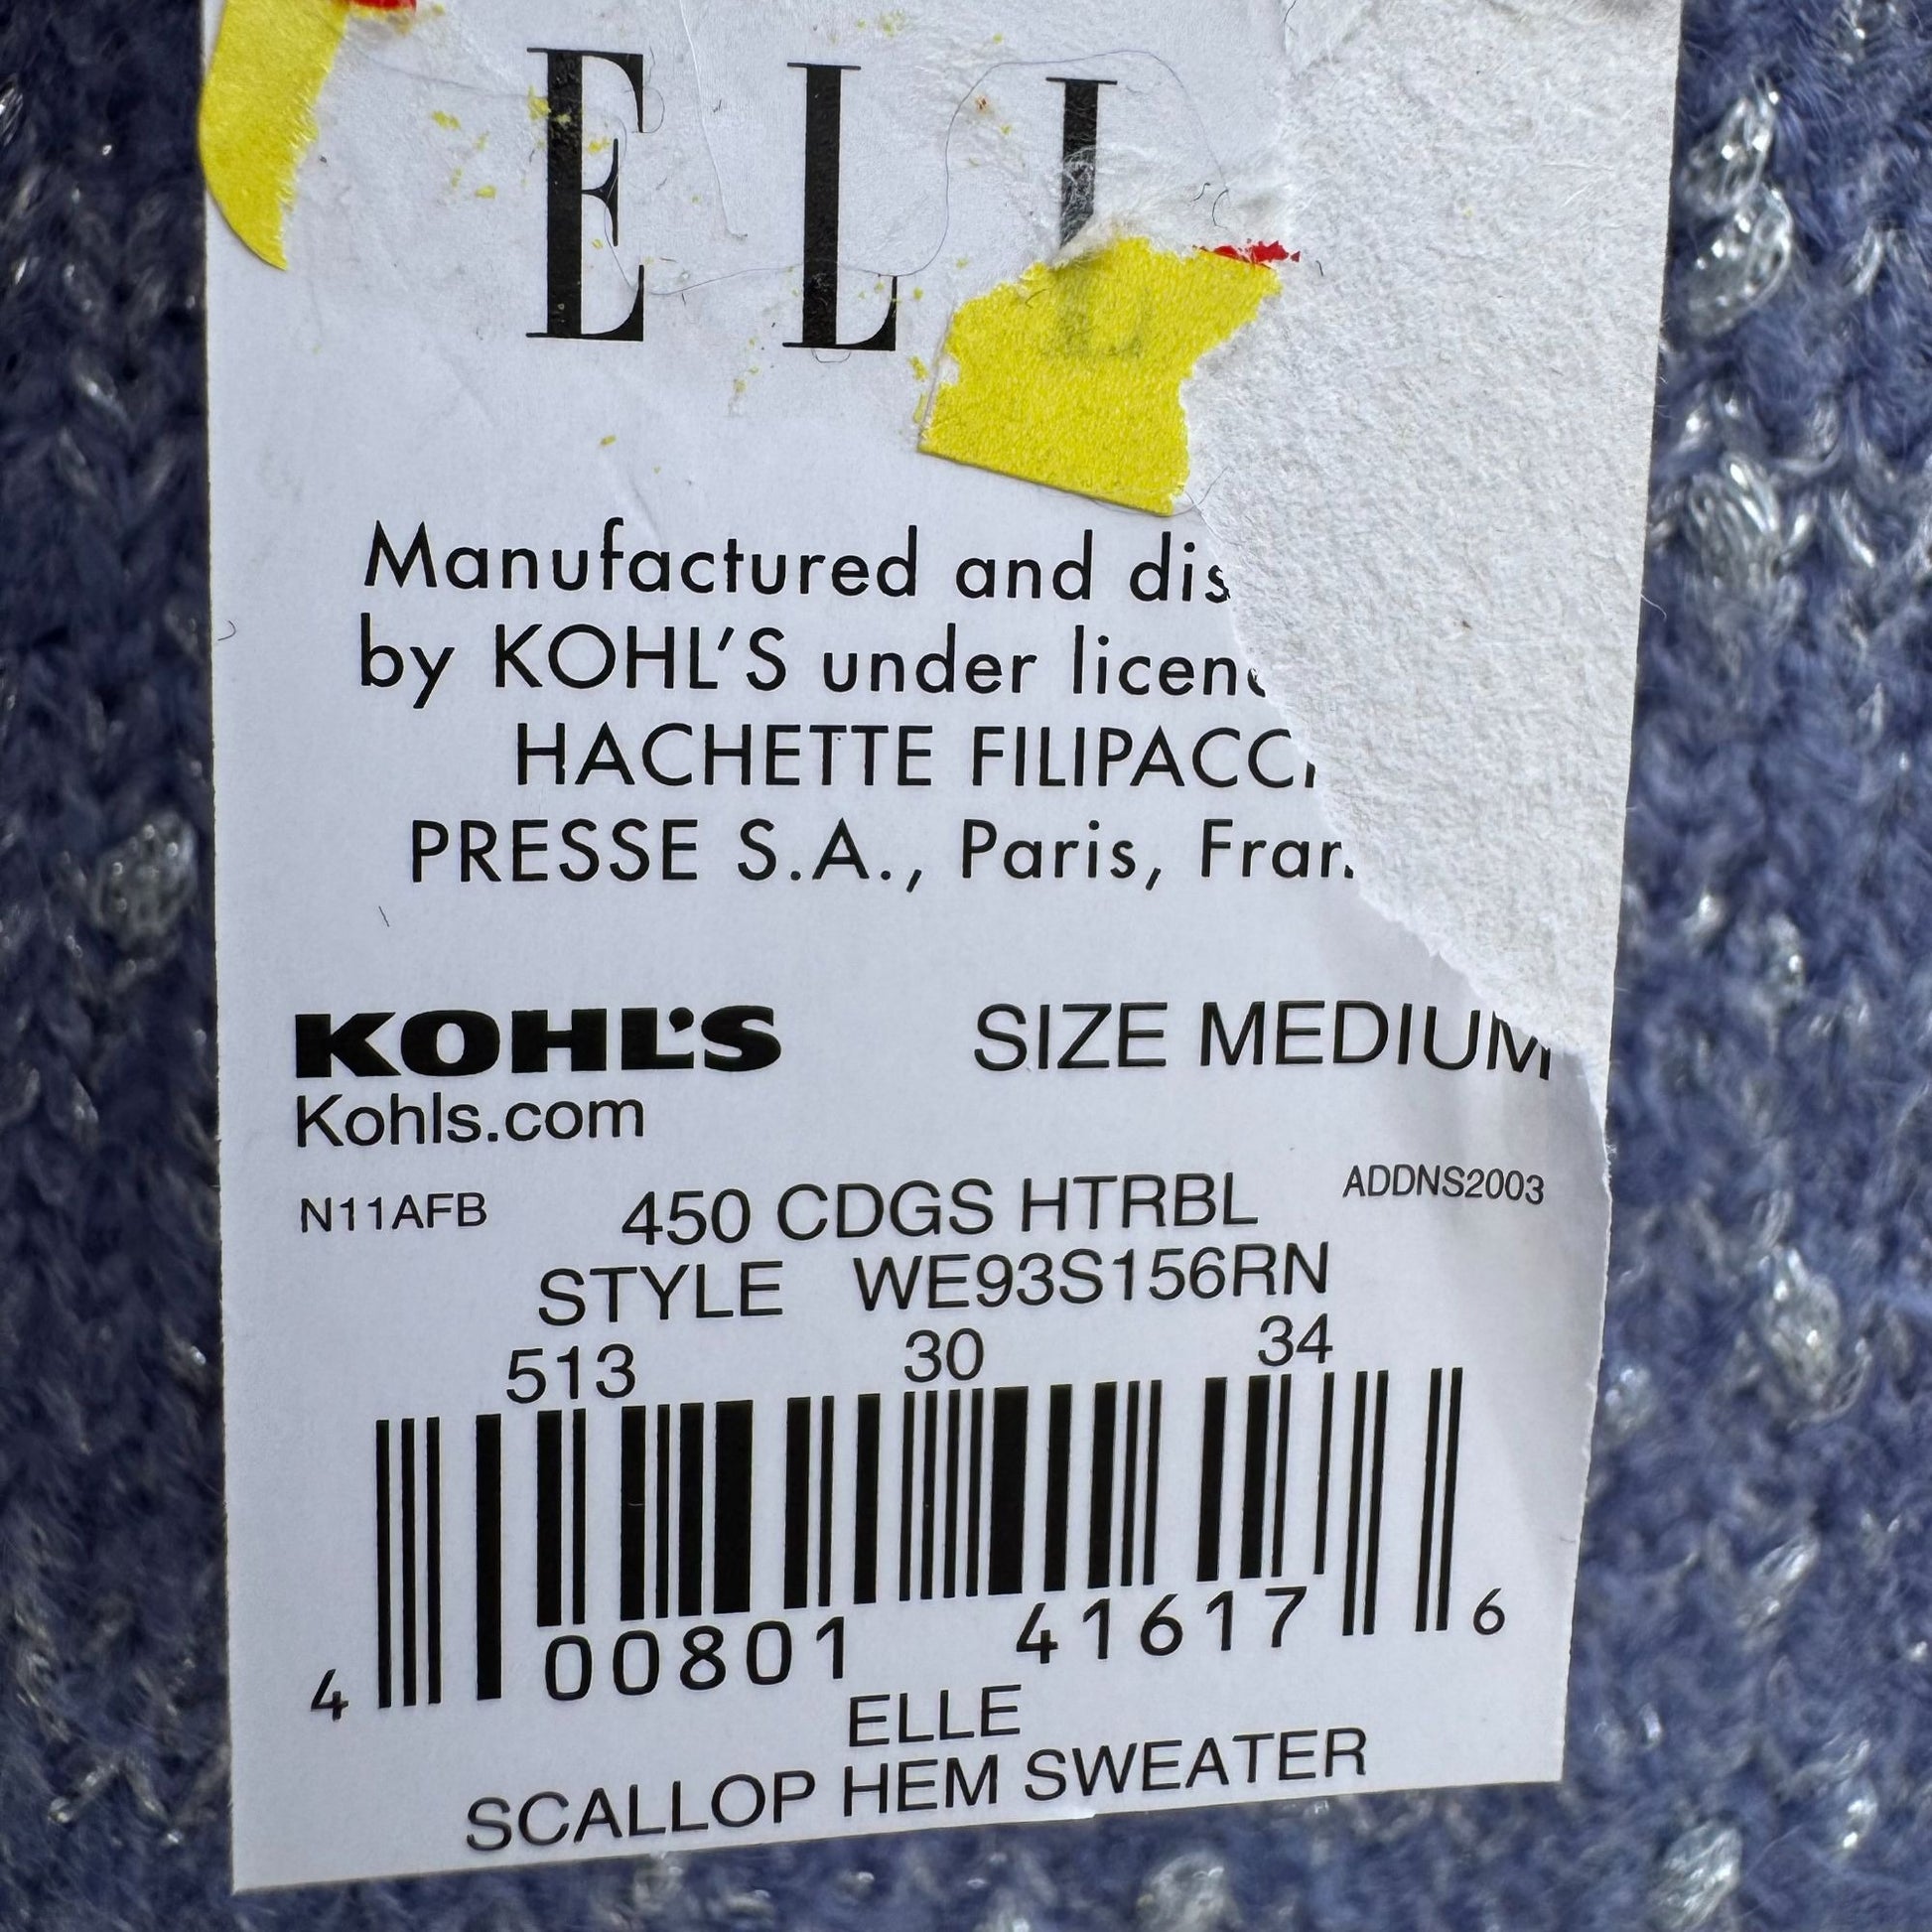 ELL
Manufactured and dis
by KOHL'S under licen
HACHETTE FILIPACC
PRESSE S.A., Paris, Fran
KOHL'S
SIZE MEDIUM
Kohls.com
N11AFB
450 CDGS HTRBL
ADDNS2003
STYLE WE93S156RN
513 30 34
4 00801 41617 6
ELLE
SCALLOP HEM SWEATER